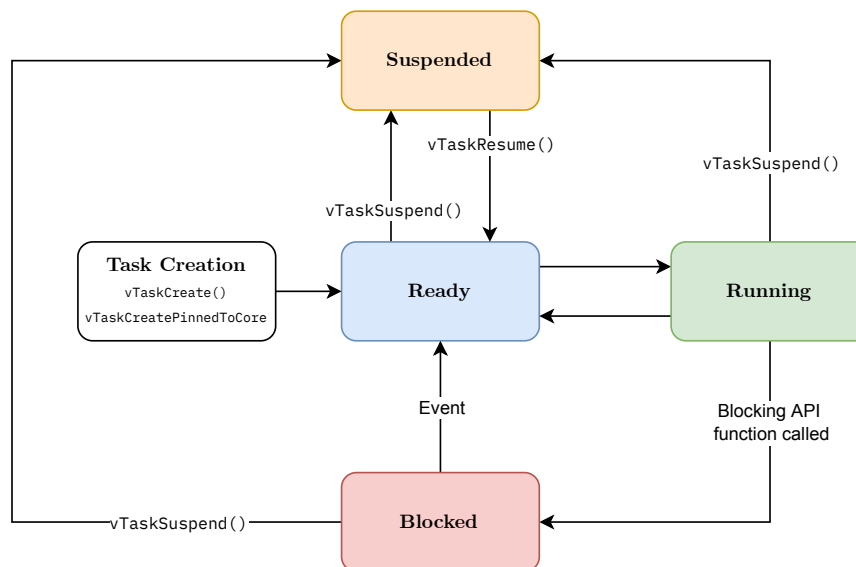 Suspended
vTaskResume()
vTaskSuspend()
vTaskSuspend()
Task Creation
vTaskCreate()
vTaskCreatePinnedToCore
Ready
Running
Event
Blocking API
function called
Blocked
vTaskSuspend()